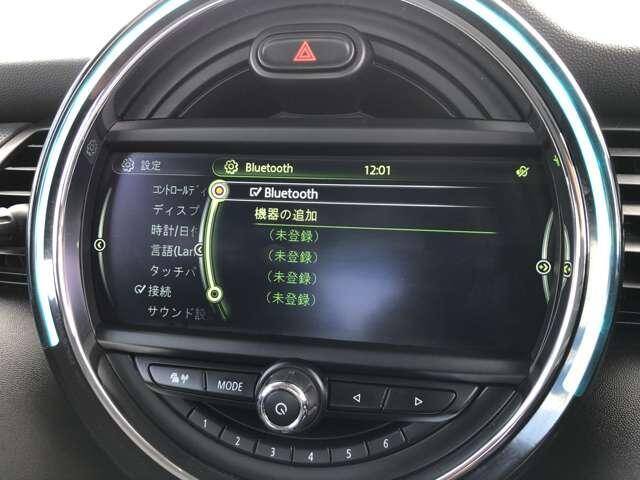 設定
コントロールディ
ディスプ
時計/日付
言語(Lan
タッチパ
接続
サウンド設
Bluetooth
12:01
Bluetooth
機器の追加
（未登録）
（未登録）
（未登録）
（未登録）
MODE
1 2 3 4 5 6